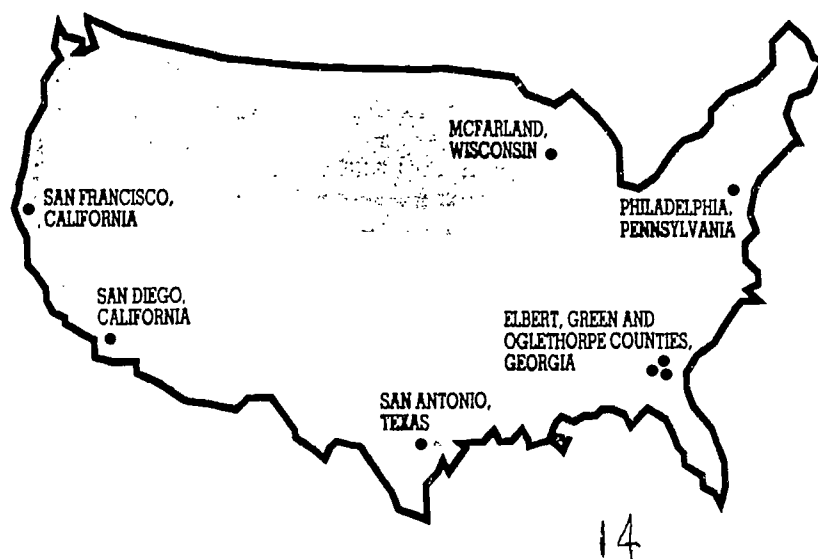 MCFARLAND,
WISCONSIN
SAN FRANCISCO,
CALIFORNIA
PHILADELPHIA,
PENNSYLVANIA
SAN DIEGO,
CALIFORNIA
ELBERT, GREEN AND
OGLETHORPE COUNTIES,
GEORGIA
SAN ANTONIO,
TEXAS
14